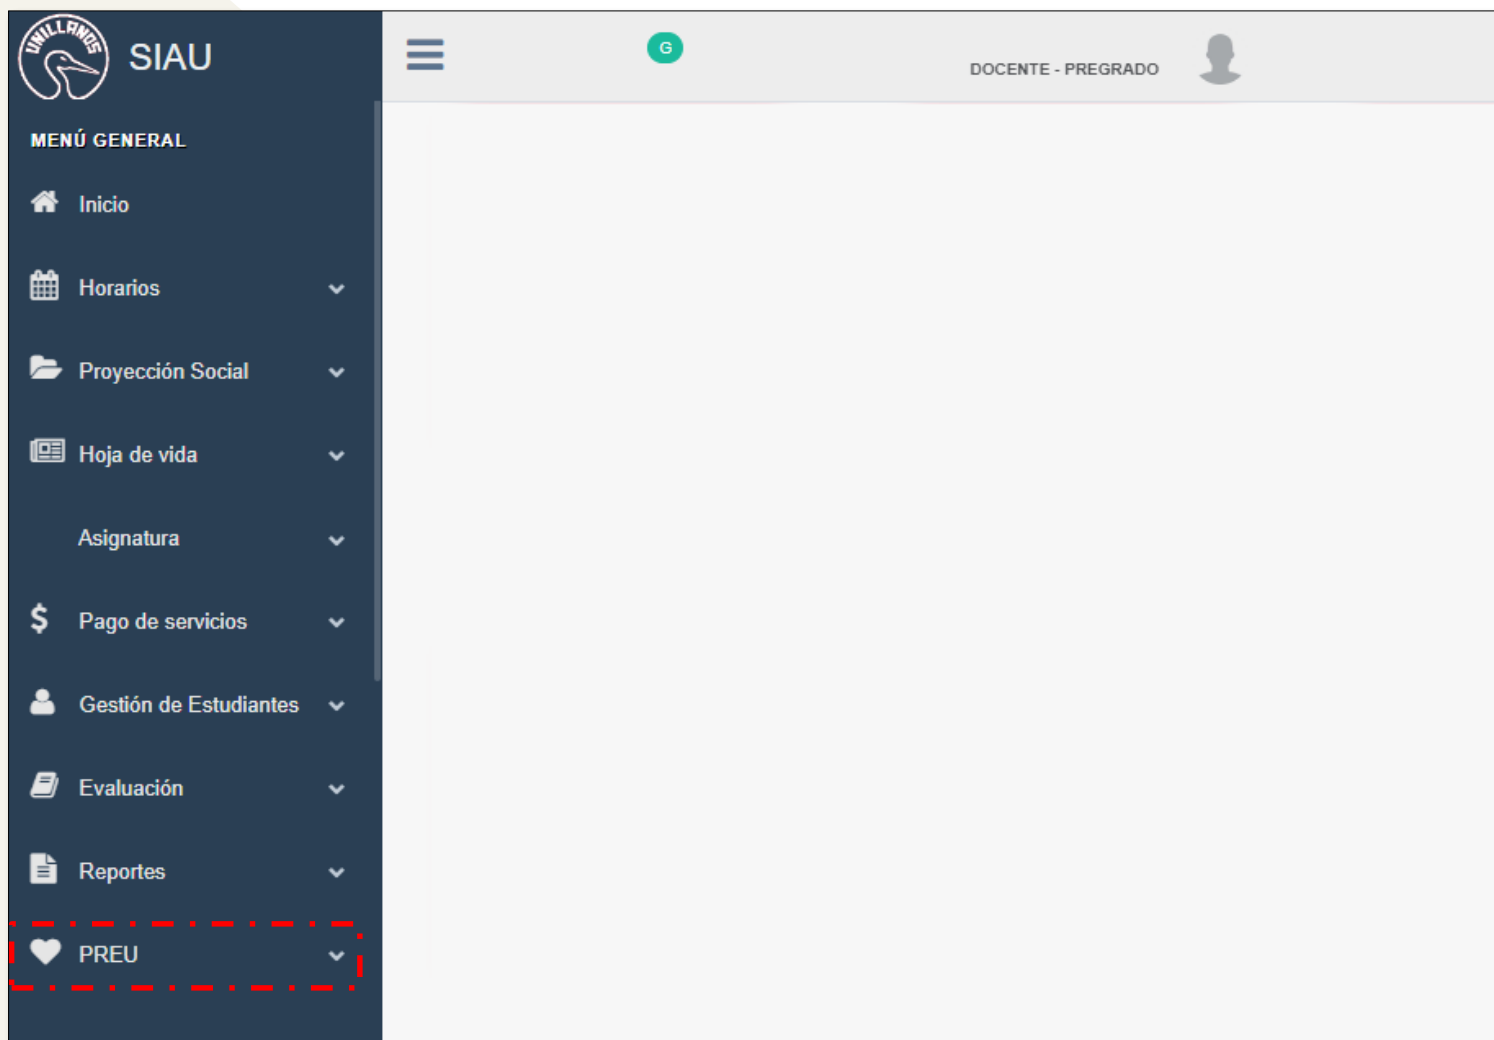 UNILLANOS
SIAU
G
DOCENTE - PREGRADO
MENÚ GENERAL
Inicio
Horarios
Proyección Social
Hoja de vida
Asignatura
$ Pago de servicios
Gestión de Estudiantes
Evaluación
Reportes
PREU